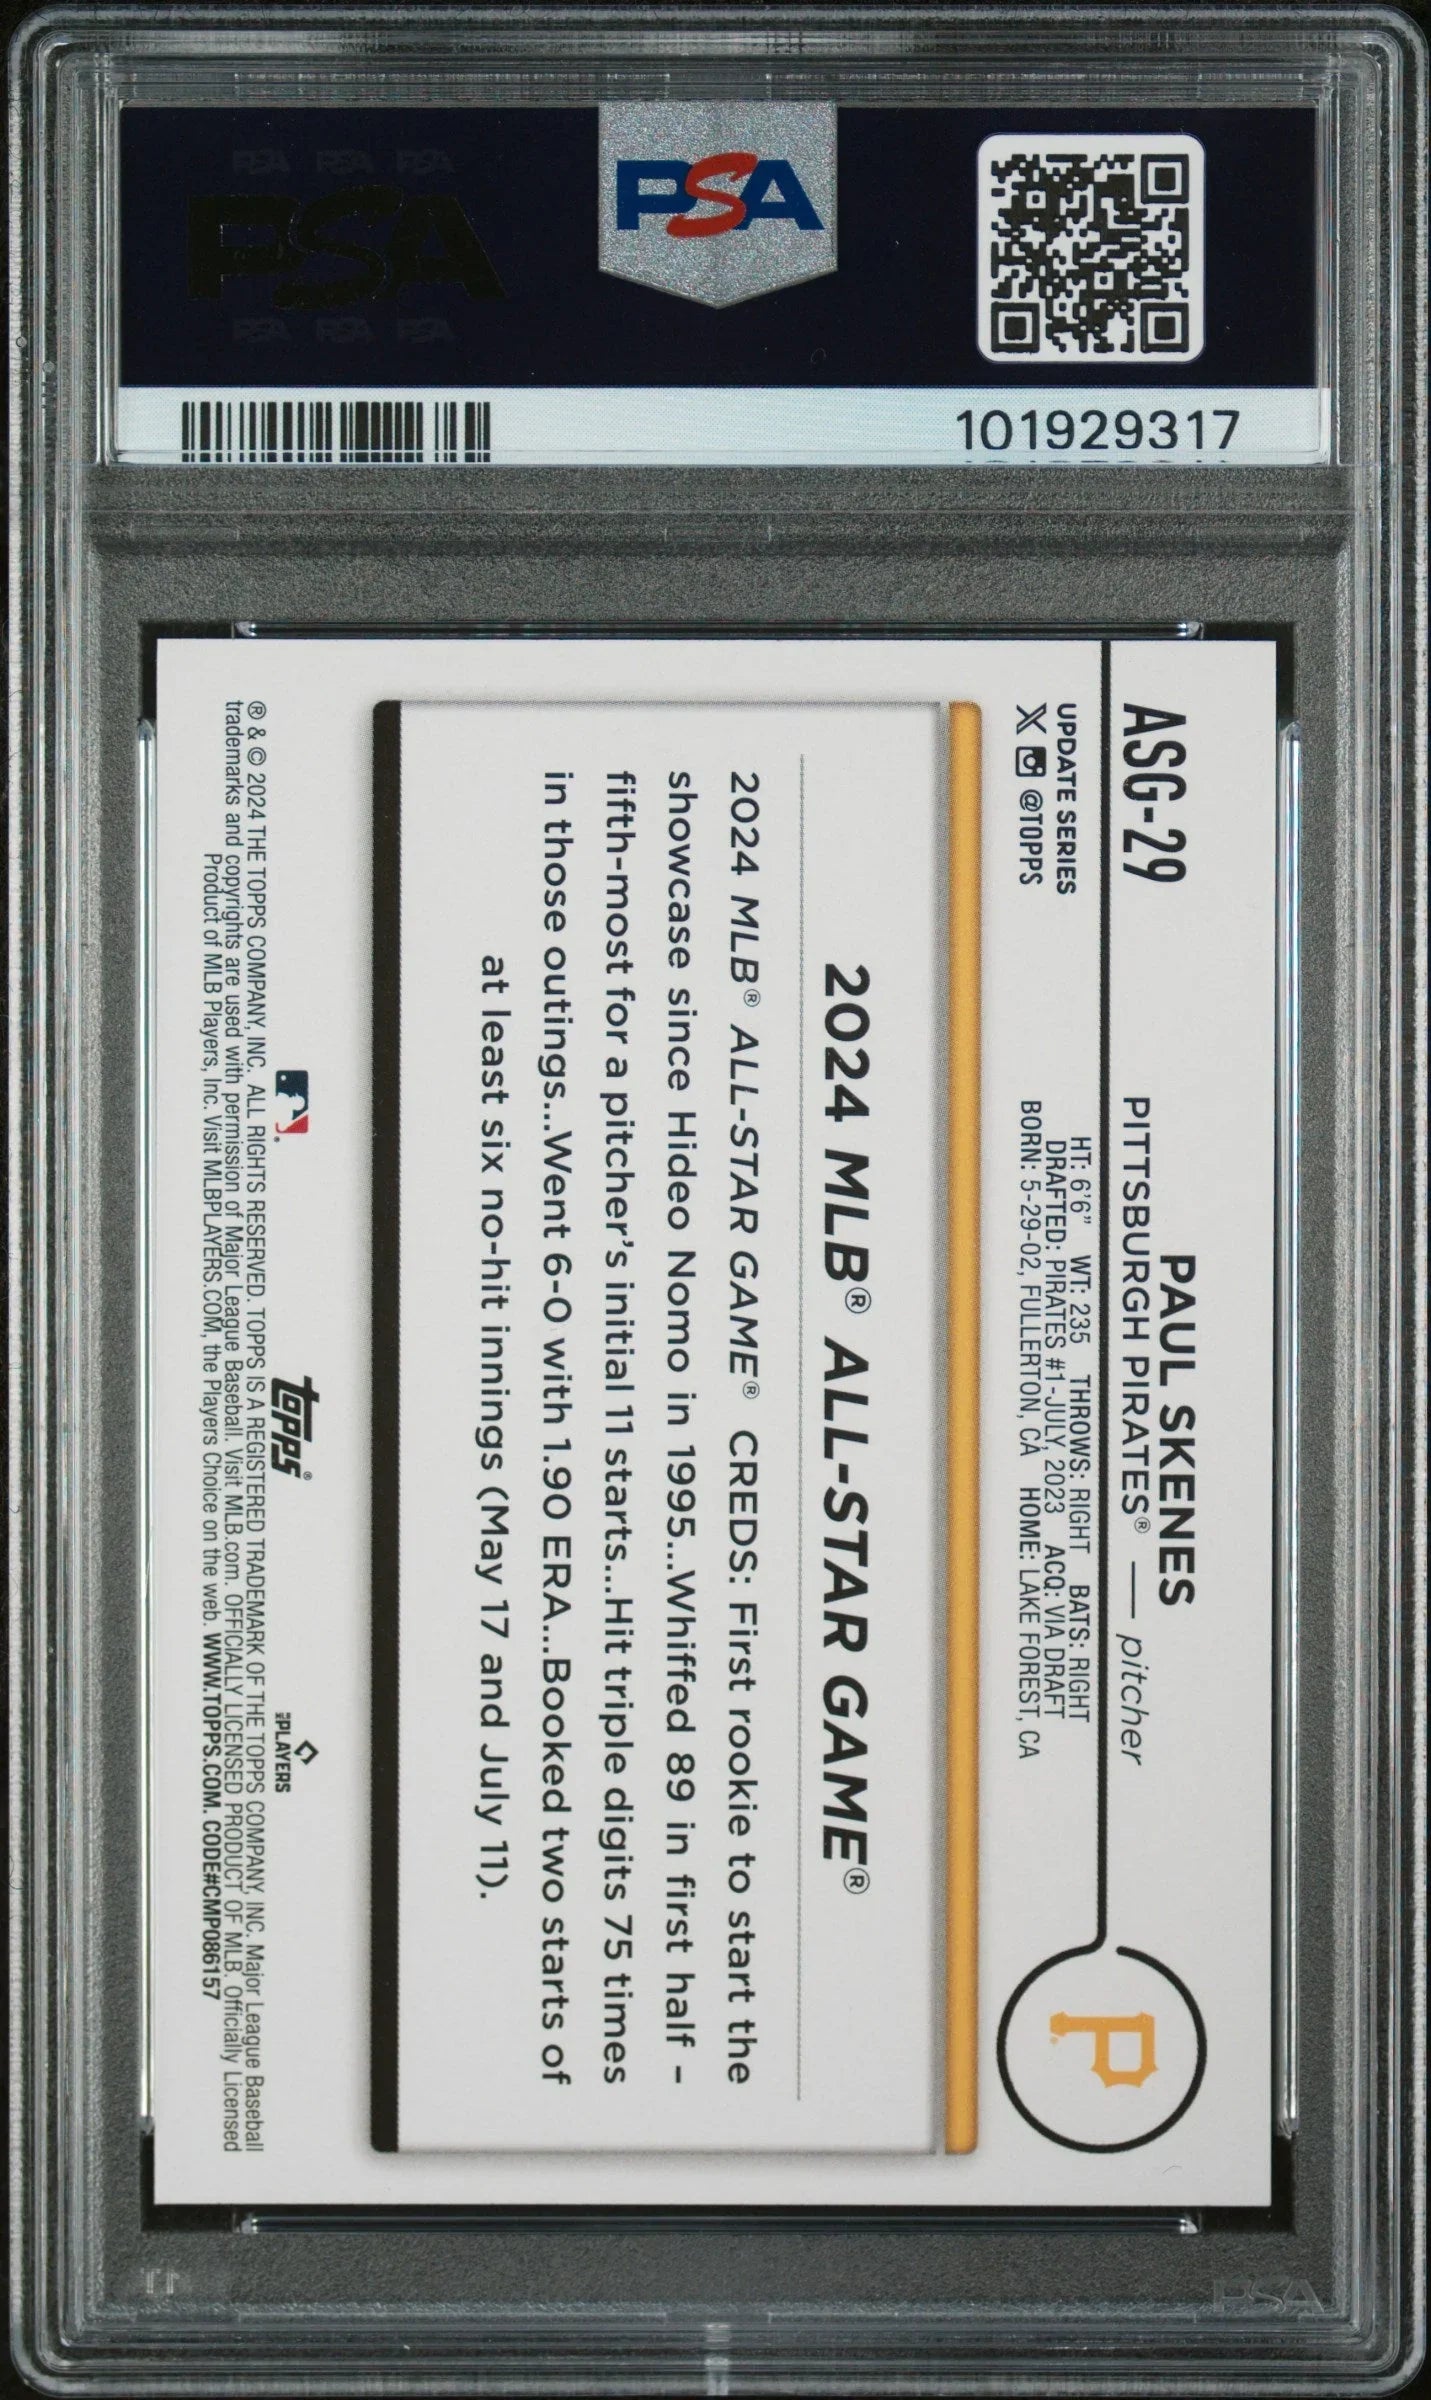 PSA
PSA PSA PSA
PSA
PSA PSA PSA
101929317
ASG-29
PAUL SKENES
PITTSBURGH PIRATES® — pitcher
UPDATE SERIES
X @TOPPS
HT: 6'6" WT: 235 THROWS: RIGHT BATS: RIGHT
DRAFTED: PIRATES #1-JULY, 2023 ACQ: VIA DRAFT
BORN: 5-29-02, FULLERTON, CA HOME: LAKE FOREST, CA
P
2024 MLB® ALL-STAR GAME®
2024 MLB® ALL-STAR GAME® CREDS: First rookie to start the
showcase since Hideo Nomo in 1995...Whiffed 89 in first half -
fifth-most for a pitcher's initial 11 starts...Hit triple digits 75 times
in those outings...Went 6-0 with 1.90 ERA...Booked two starts of
at least six no-hit innings (May 17 and July 11).
topps®
MLB PLAYERS
® & © 2024 THE TOPPS COMPANY, INC. ALL RIGHTS RESERVED. TOPPS IS A REGISTERED TRADEMARK OF THE TOPPS COMPANY, INC. Major League Baseball
trademarks and copyrights are used with permission of Major League Baseball. Visit MLB.com. OFFICIALLY LICENSED PRODUCT OF MLB. Officially Licensed
Product of MLB Players, Inc. Visit MLBPLAYERS.COM, the Players Choice on the web. WWW.TOPPS.COM. CODE#CMP086157
PSA